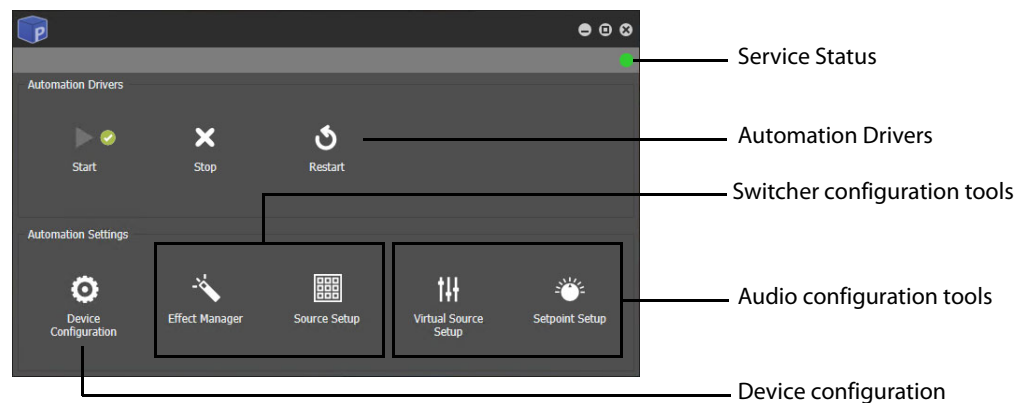 P
Service Status
Automation Drivers
Automation Drivers
Start
Stop
Restart
Switcher configuration tools
Automation Settings
Device
Configuration
Effect Manager
Source Setup
Virtual Source
Setup
Setpoint Setup
Audio configuration tools
Device configuration